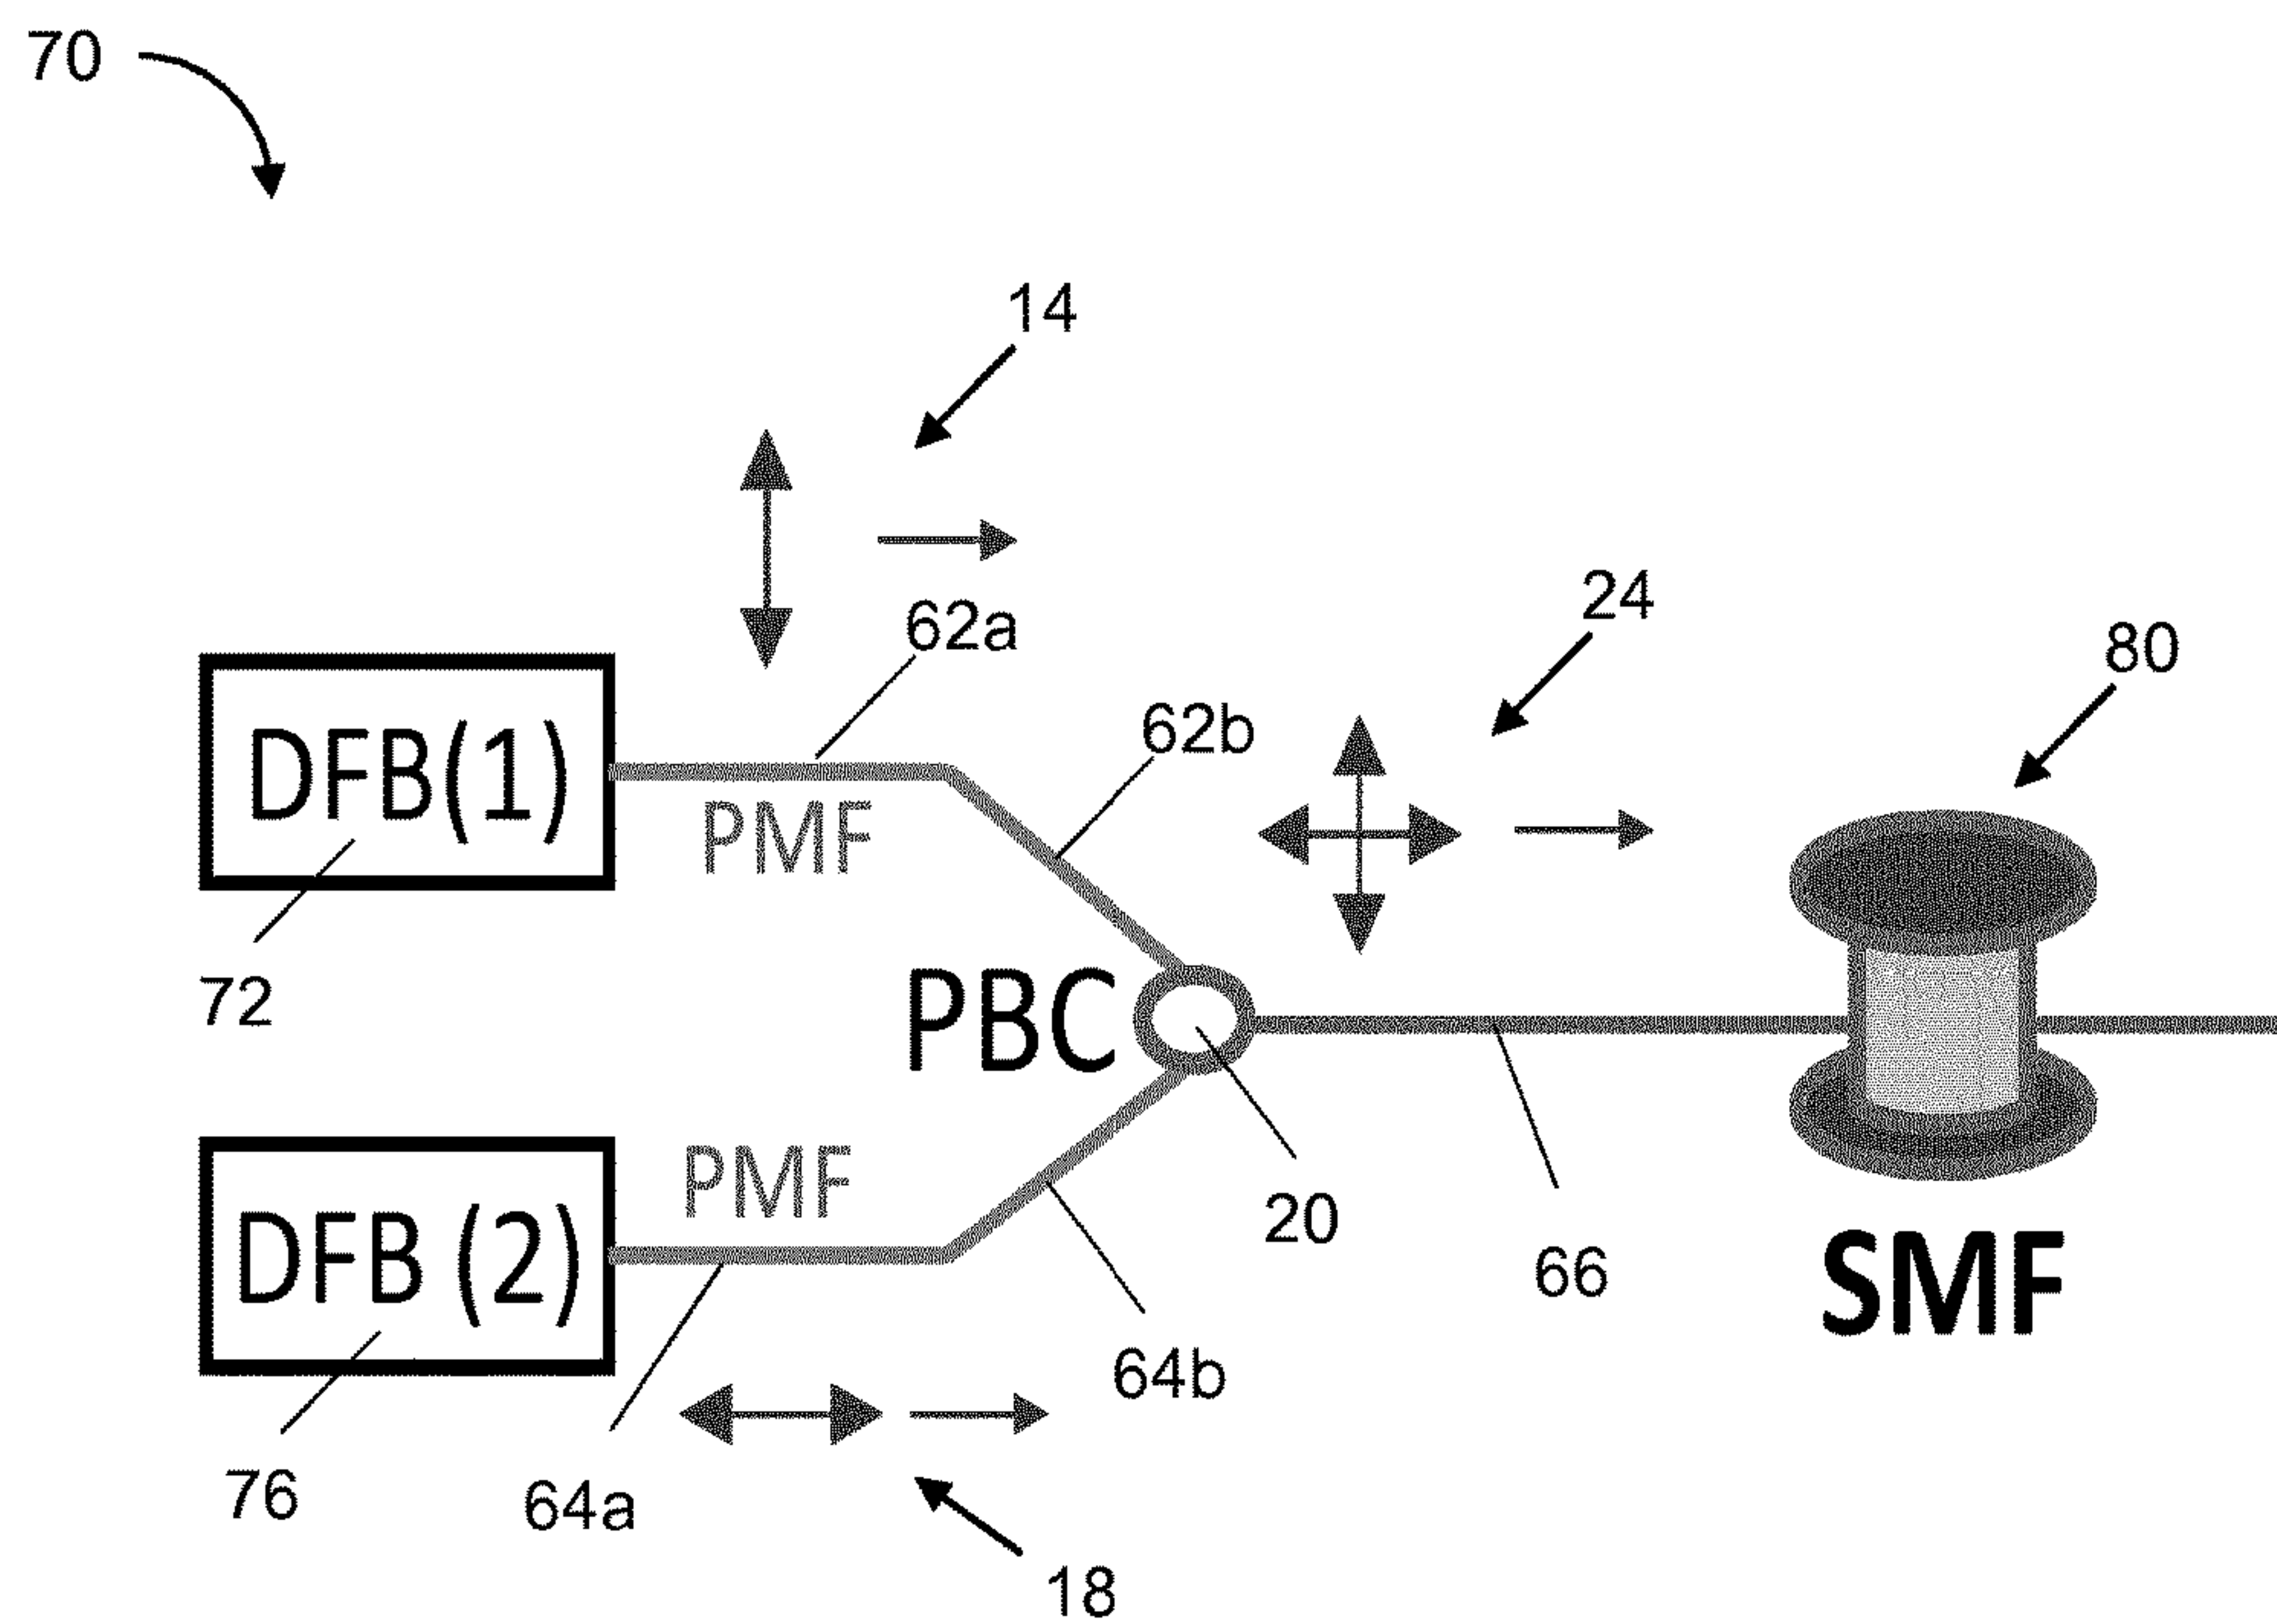 70
14
62a
24
80
62b
DFB(1)
PMF
72
PBC
PMF
20
DFB (2)
66
SMF
64b
76
64a
18